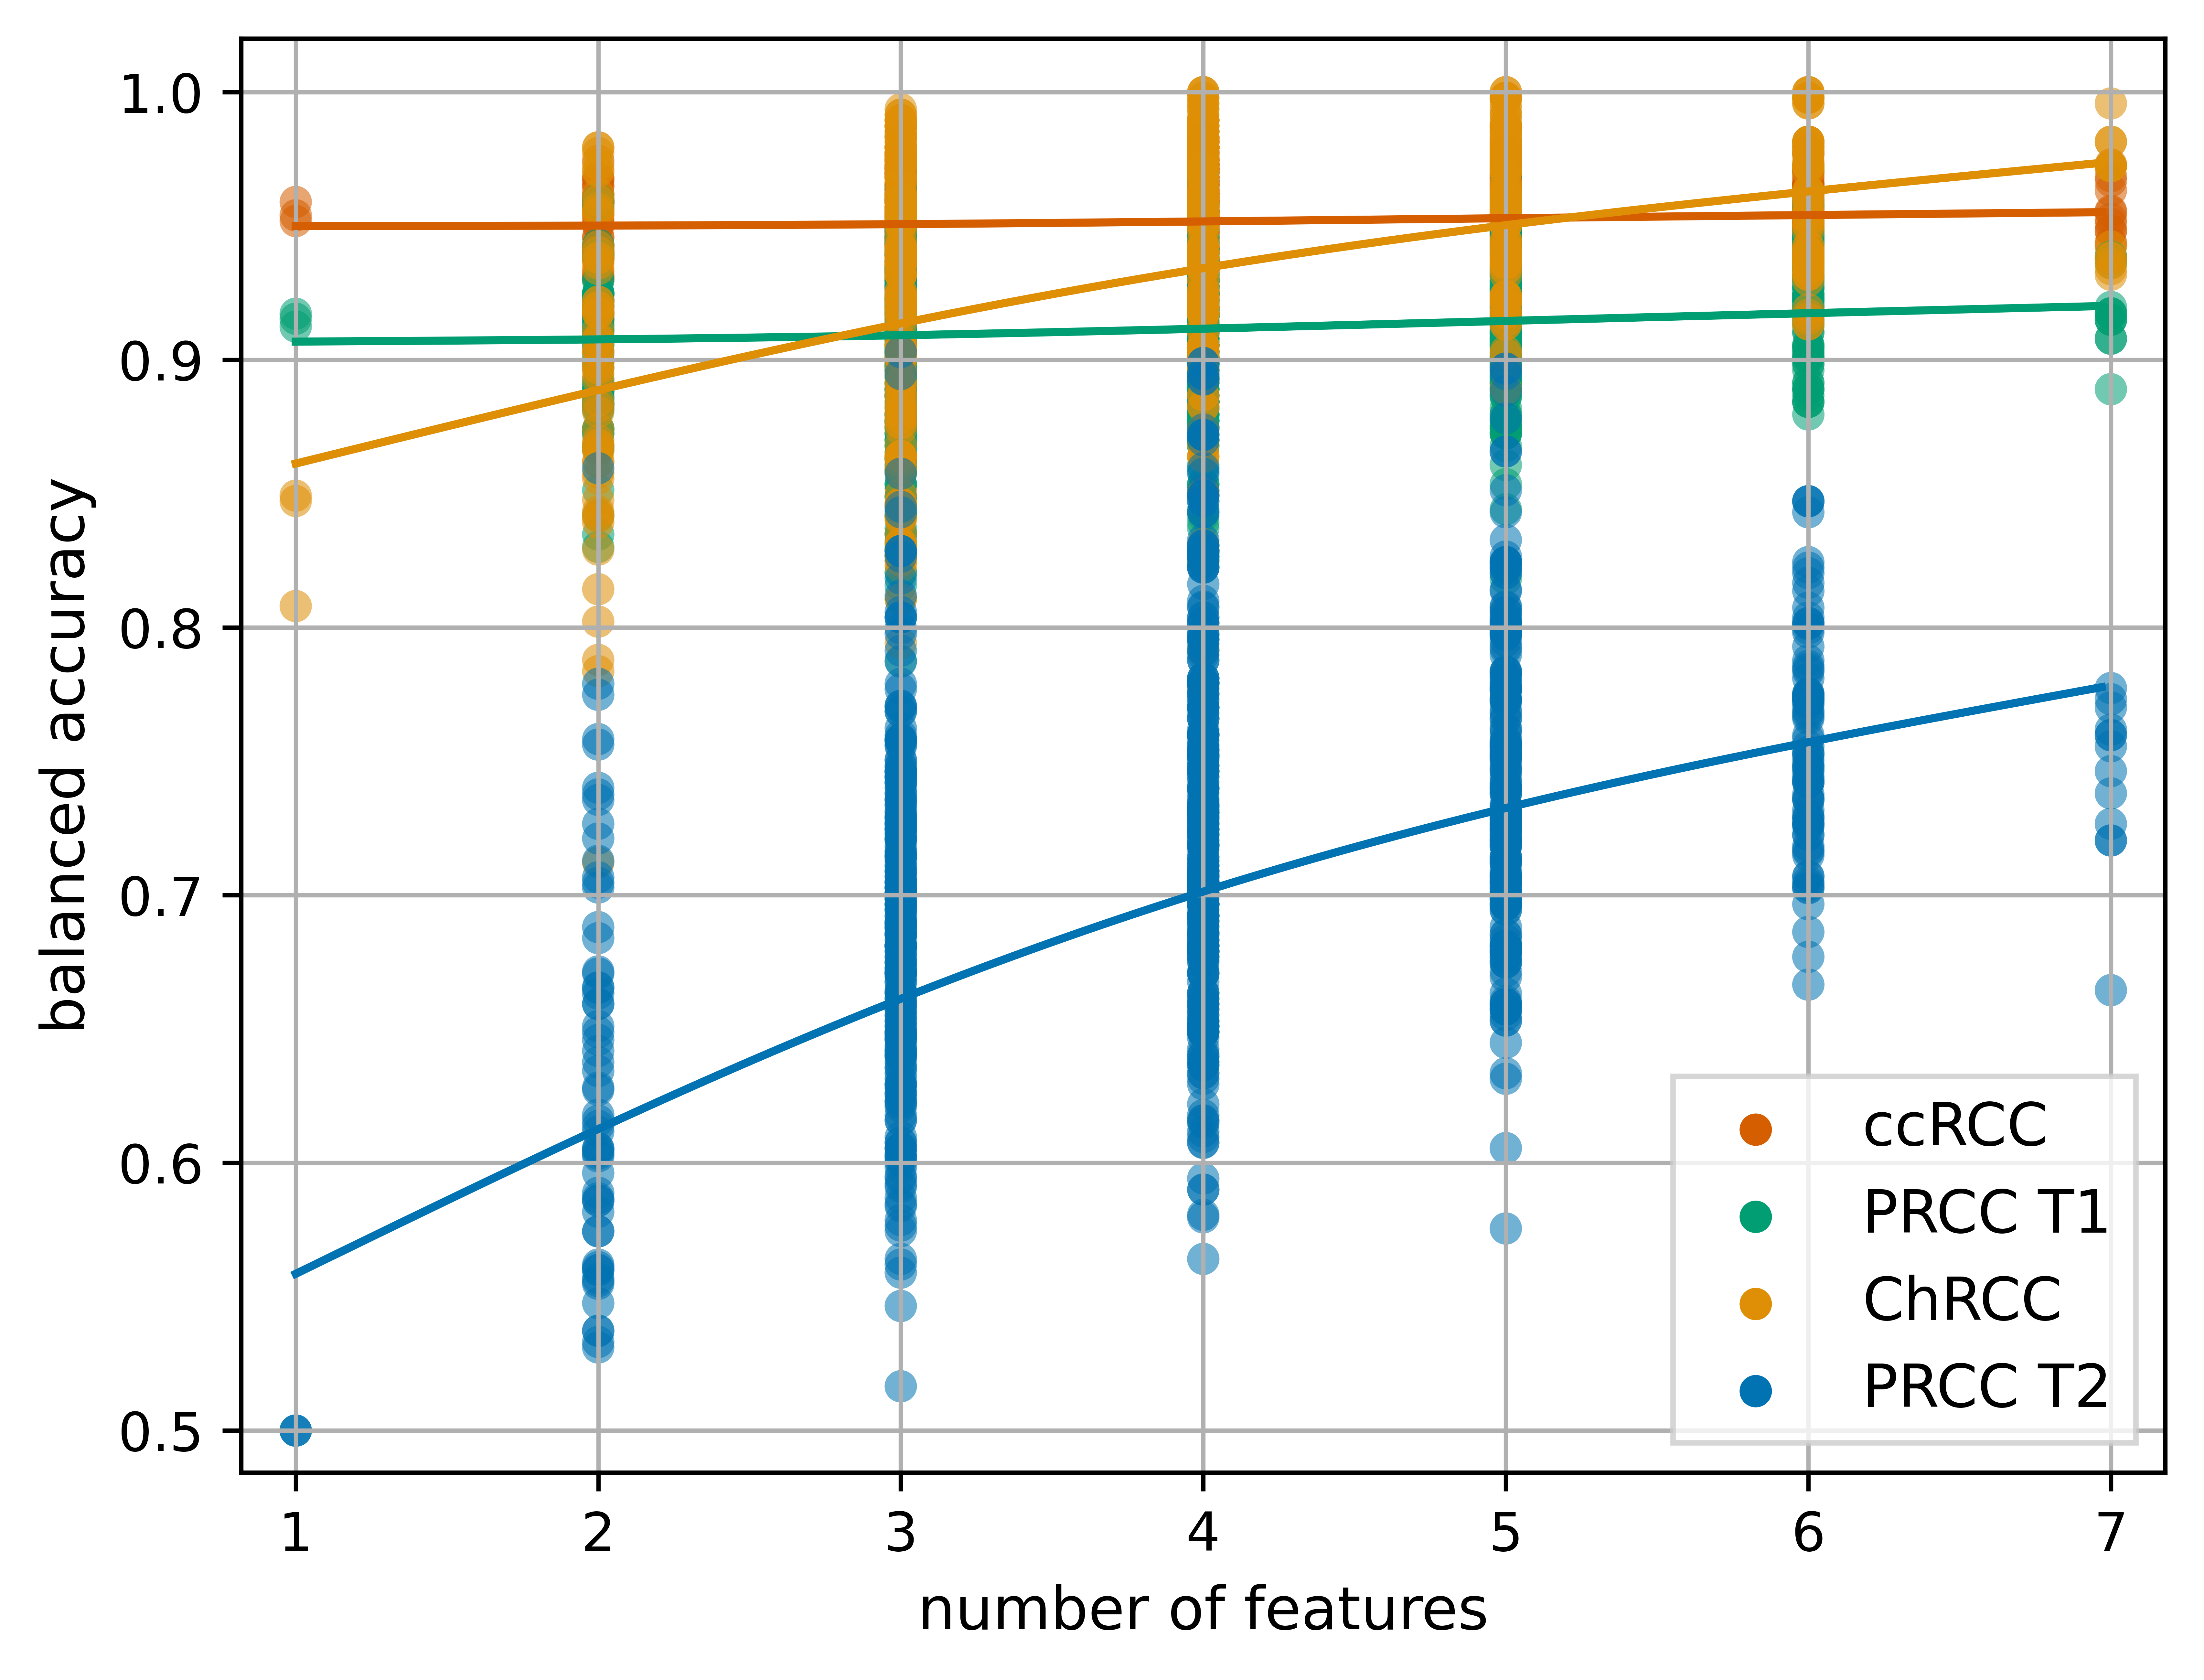 1.0
0.9
0.8
0.7
0.6
0.5
balanced accuracy
1 2 3 4 5 6 7
number of features
ccRCC
PRCC T1
ChRCC
PRCC T2